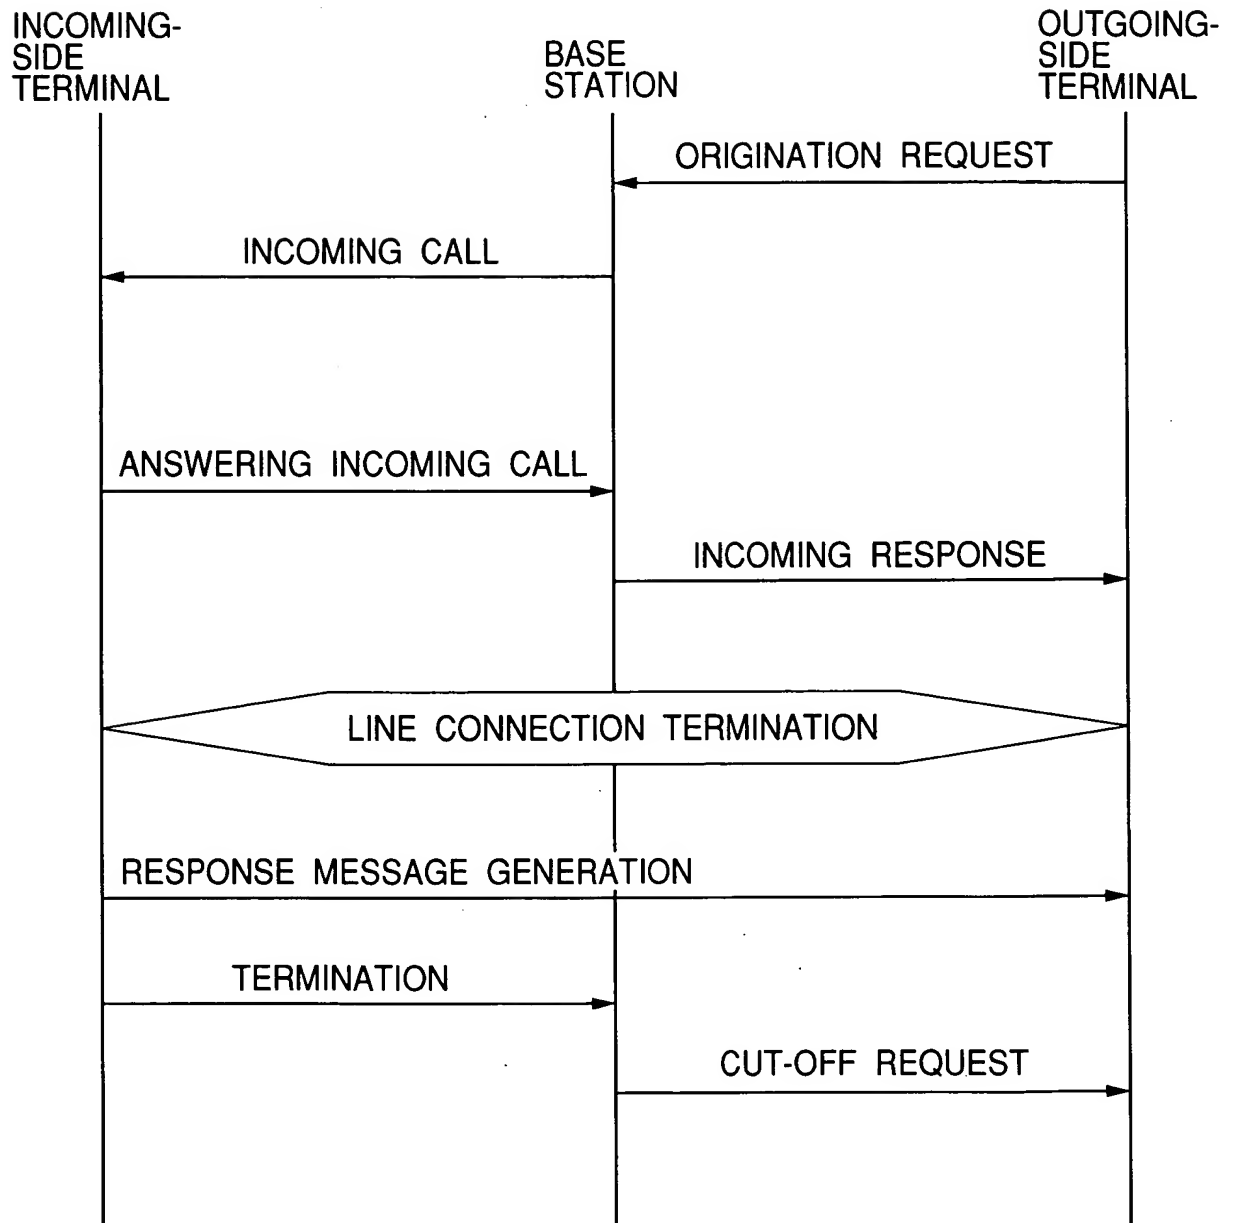 INCOMING-
SIDE
TERMINAL
BASE
STATION
OUTGOING-
SIDE
TERMINAL
ORIGINATION REQUEST
INCOMING CALL
ANSWERING INCOMING CALL
INCOMING RESPONSE
LINE CONNECTION TERMINATION
RESPONSE MESSAGE GENERATION
TERMINATION
CUT-OFF REQUEST